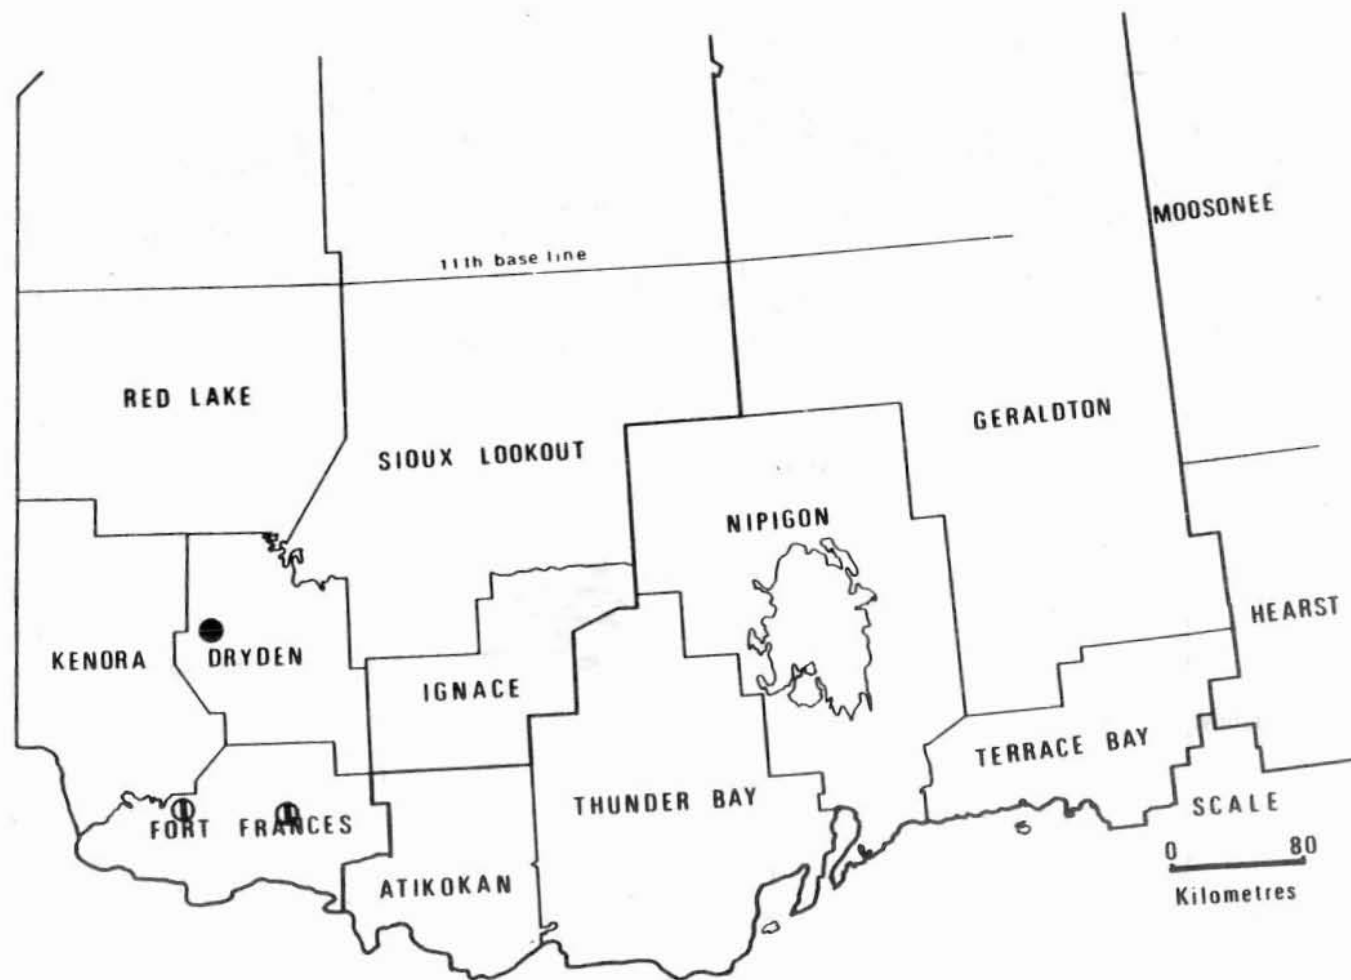 MOOSONEE
11th base line
RED LAKE
SIOUX LOOKOUT
GERALDTON
NIPIGON
HEARST
KENORA
DRYDEN
IGNACE
TERRACE BAY
THUNDER BAY
FORT FRANCES
ATIKOKAN
SCALE
0 80
Kilometres